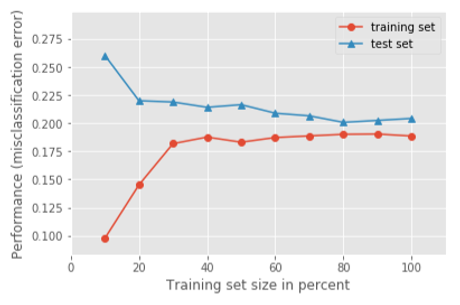 training set
test set
Performance (misclassification error)
0.275
0.250
0.225
0.200
0.175
0.150
0.125
0.100
0 20 40 60 80 100
Training set size in percent